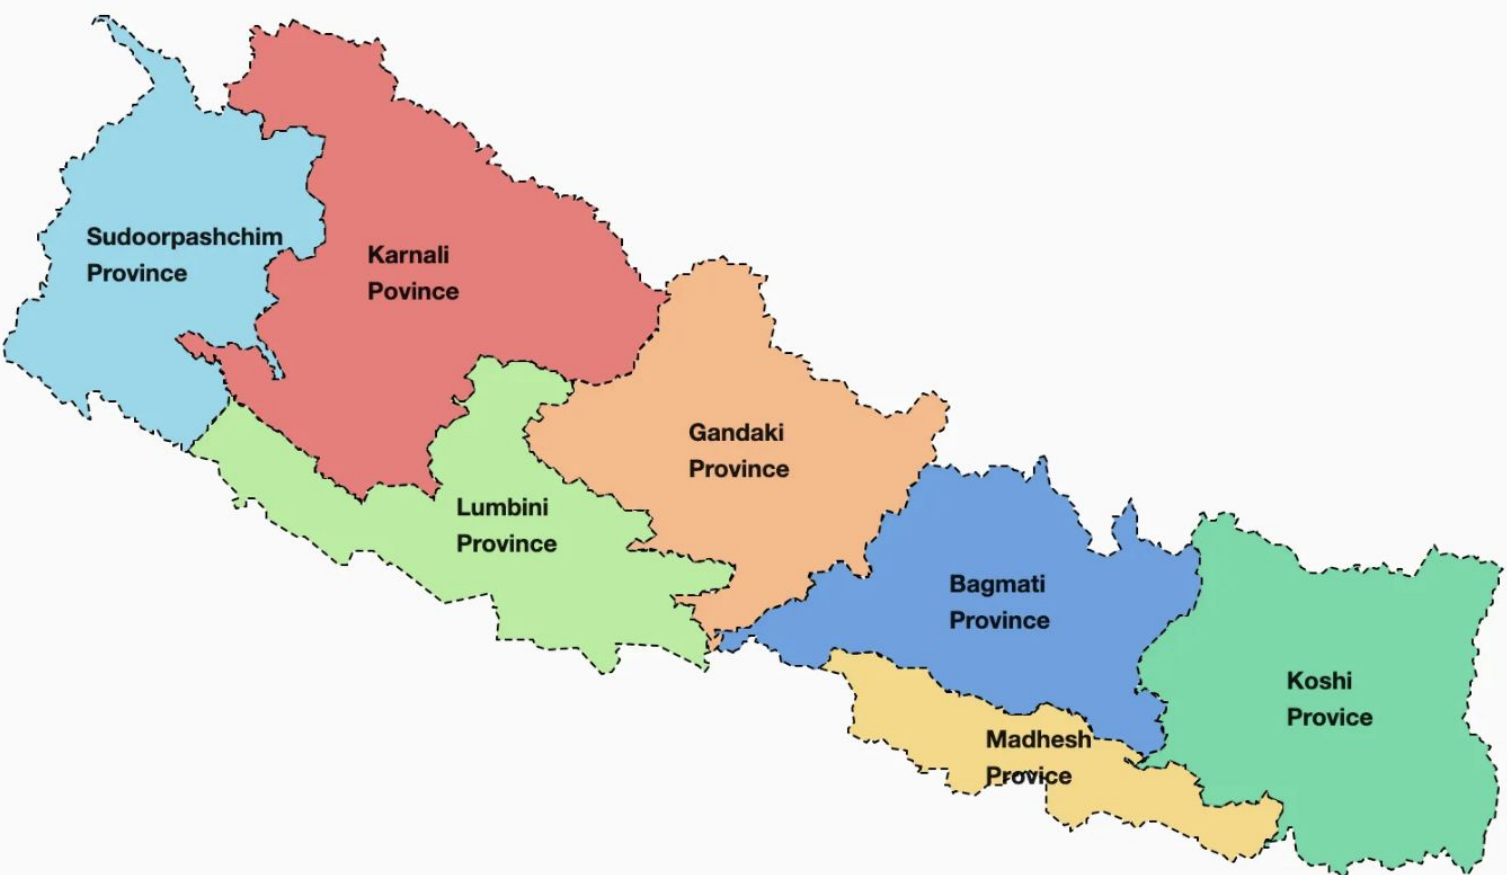 Sudoorpashchim
Province
Karnali
Povince
Gandaki
Province
Lumbini
Province
Bagmati
Province
Koshi
Provice
Madhesh
Provice